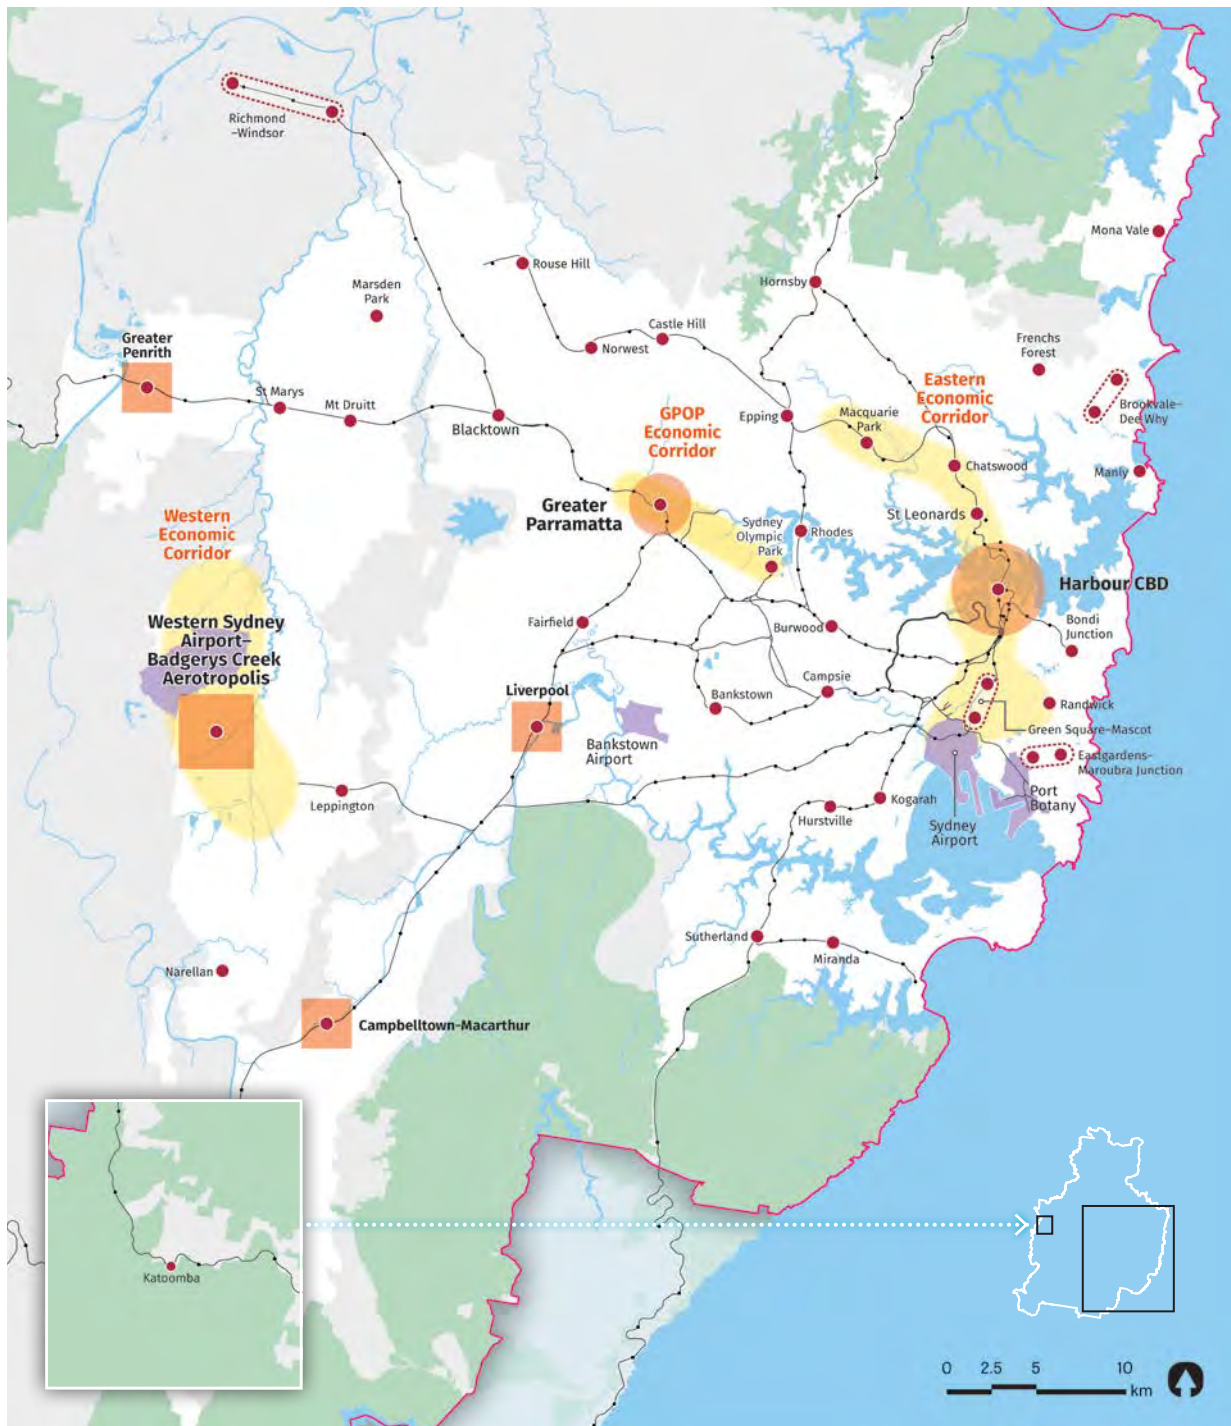 Richmond
–Windsor
Mona Vale
Rouse Hill
Hornsby
Marsden
Park
Castle Hill
Greater
Penrith
Norwest
Frenchs
Forest
St Marys
Mt Druitt
Blacktown
GPOP
Economic
Corridor
Epping
Macquarie
Park
Eastern
Economic
Corridor
Brookvale–
Dee Why
Chatswood
Manly
Western
Economic
Corridor
Greater
Parramatta
Sydney
Olympic
Park
Rhodes
St Leonards
Harbour CBD
Western Sydney
Airport–
Badgerys Creek
Aerotropolis
Fairfield
Burwood
Bondi
Junction
Liverpool
Bankstown
Campsie
Randwick
Green Square–Mascot
Bankstown
Airport
Eastgardens–
Maroubra Junction
Leppington
Hurstville
Kogarah
Port
Botany
Sydney
Airport
Sutherland
Miranda
Narellan
Campbelltown–Macarthur
Katoomba
0 2.5 5 10
km